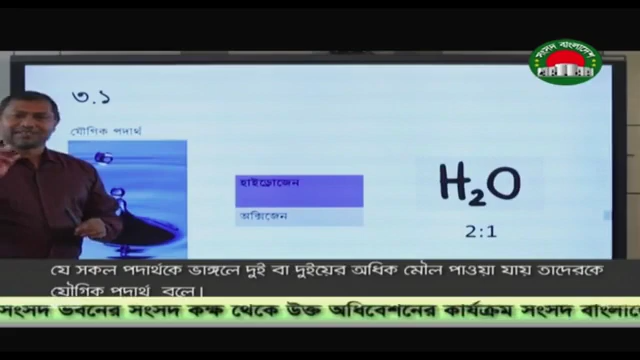 সংসদ বাংলাদেশ
৩.১
যৌগিক পদার্থ
হাইড্রোজেন
অক্সিজেন
H₂O
2:1
যে সকল পদার্থকে ভাঙ্গলে দুই বা দুইয়ের অধিক মৌল পাওয়া যায় তাদেরকে
যৌগিক পদার্থ বলে।
সংসদ ভবনের সংসদ কক্ষ থেকে উক্ত অধিবেশনের কার্যক্রম সংসদ বাংলাদে